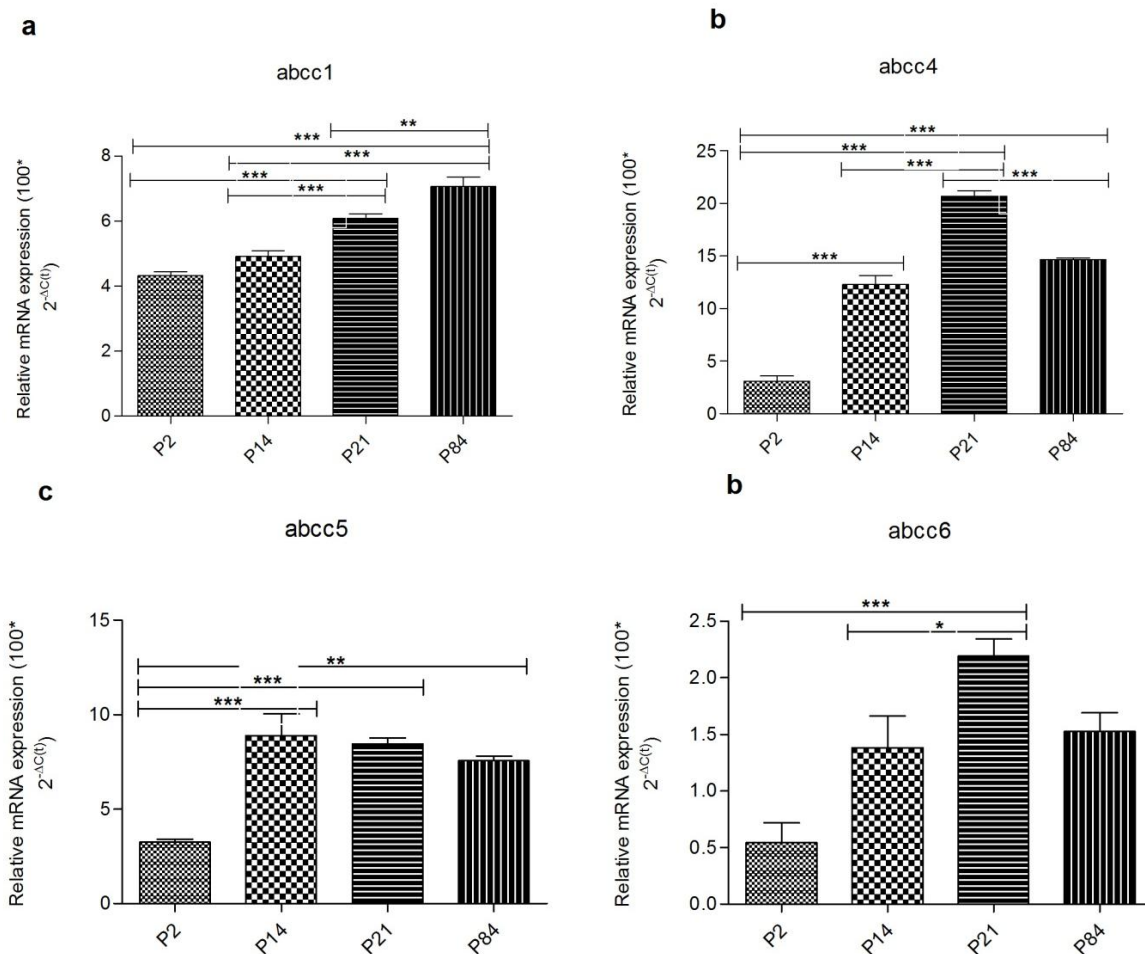 a
abcc1
**
***
***
***
***
Relative mRNA expression (100*
2-ΔC(t))
8
6
4
2
0
P2
P14
P21
P84
b
abcc4
***
***
***
***
***
Relative mRNA expression (100*
2-ΔC(t))
25
20
15
10
5
0
P2
P14
P21
P84
c
abcc5
**
***
***
Relative mRNA expression (100*
2-ΔC(t))
15
10
5
0
P2
P14
P21
P84
b
abcc6
***
*
Relative mRNA expression (100*
2-ΔC(t))
2.5
2.0
1.5
1.0
0.5
0.0
P2
P14
P21
P84